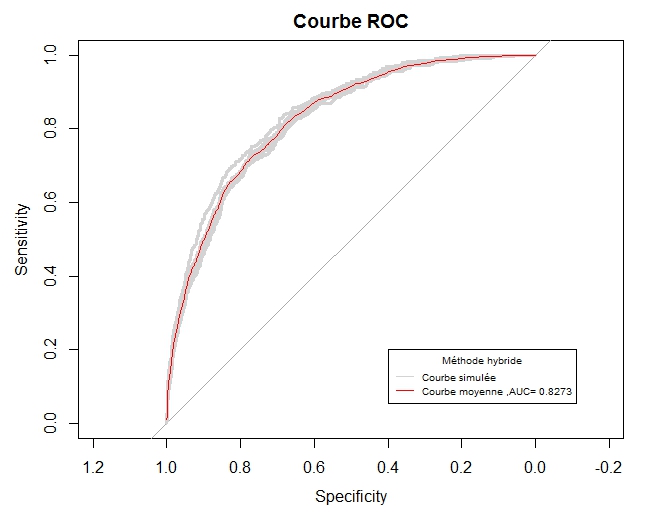 Courbe ROC
Sensitivity
1.0
0.8
0.6
0.4
0.2
0.0
Méthode hybride
Courbe simulée
Courbe moyenne ,AUC= 0.8273
1.2 1.0 0.8 0.6 0.4 0.2 0.0 -0.2
Specificity